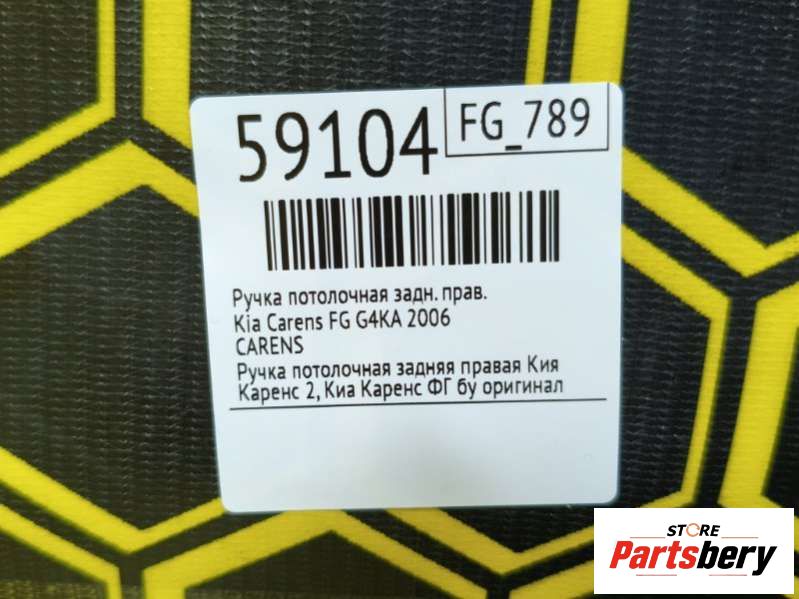 59104
FG_789
Ручка потолочная задн. прав.
Kia Carens FG G4KA 2006
CARENS
Ручка потолочная задняя правая Кия
Каренс 2, Киа Каренс ФГ бу оригинал
STORE
Partsbery